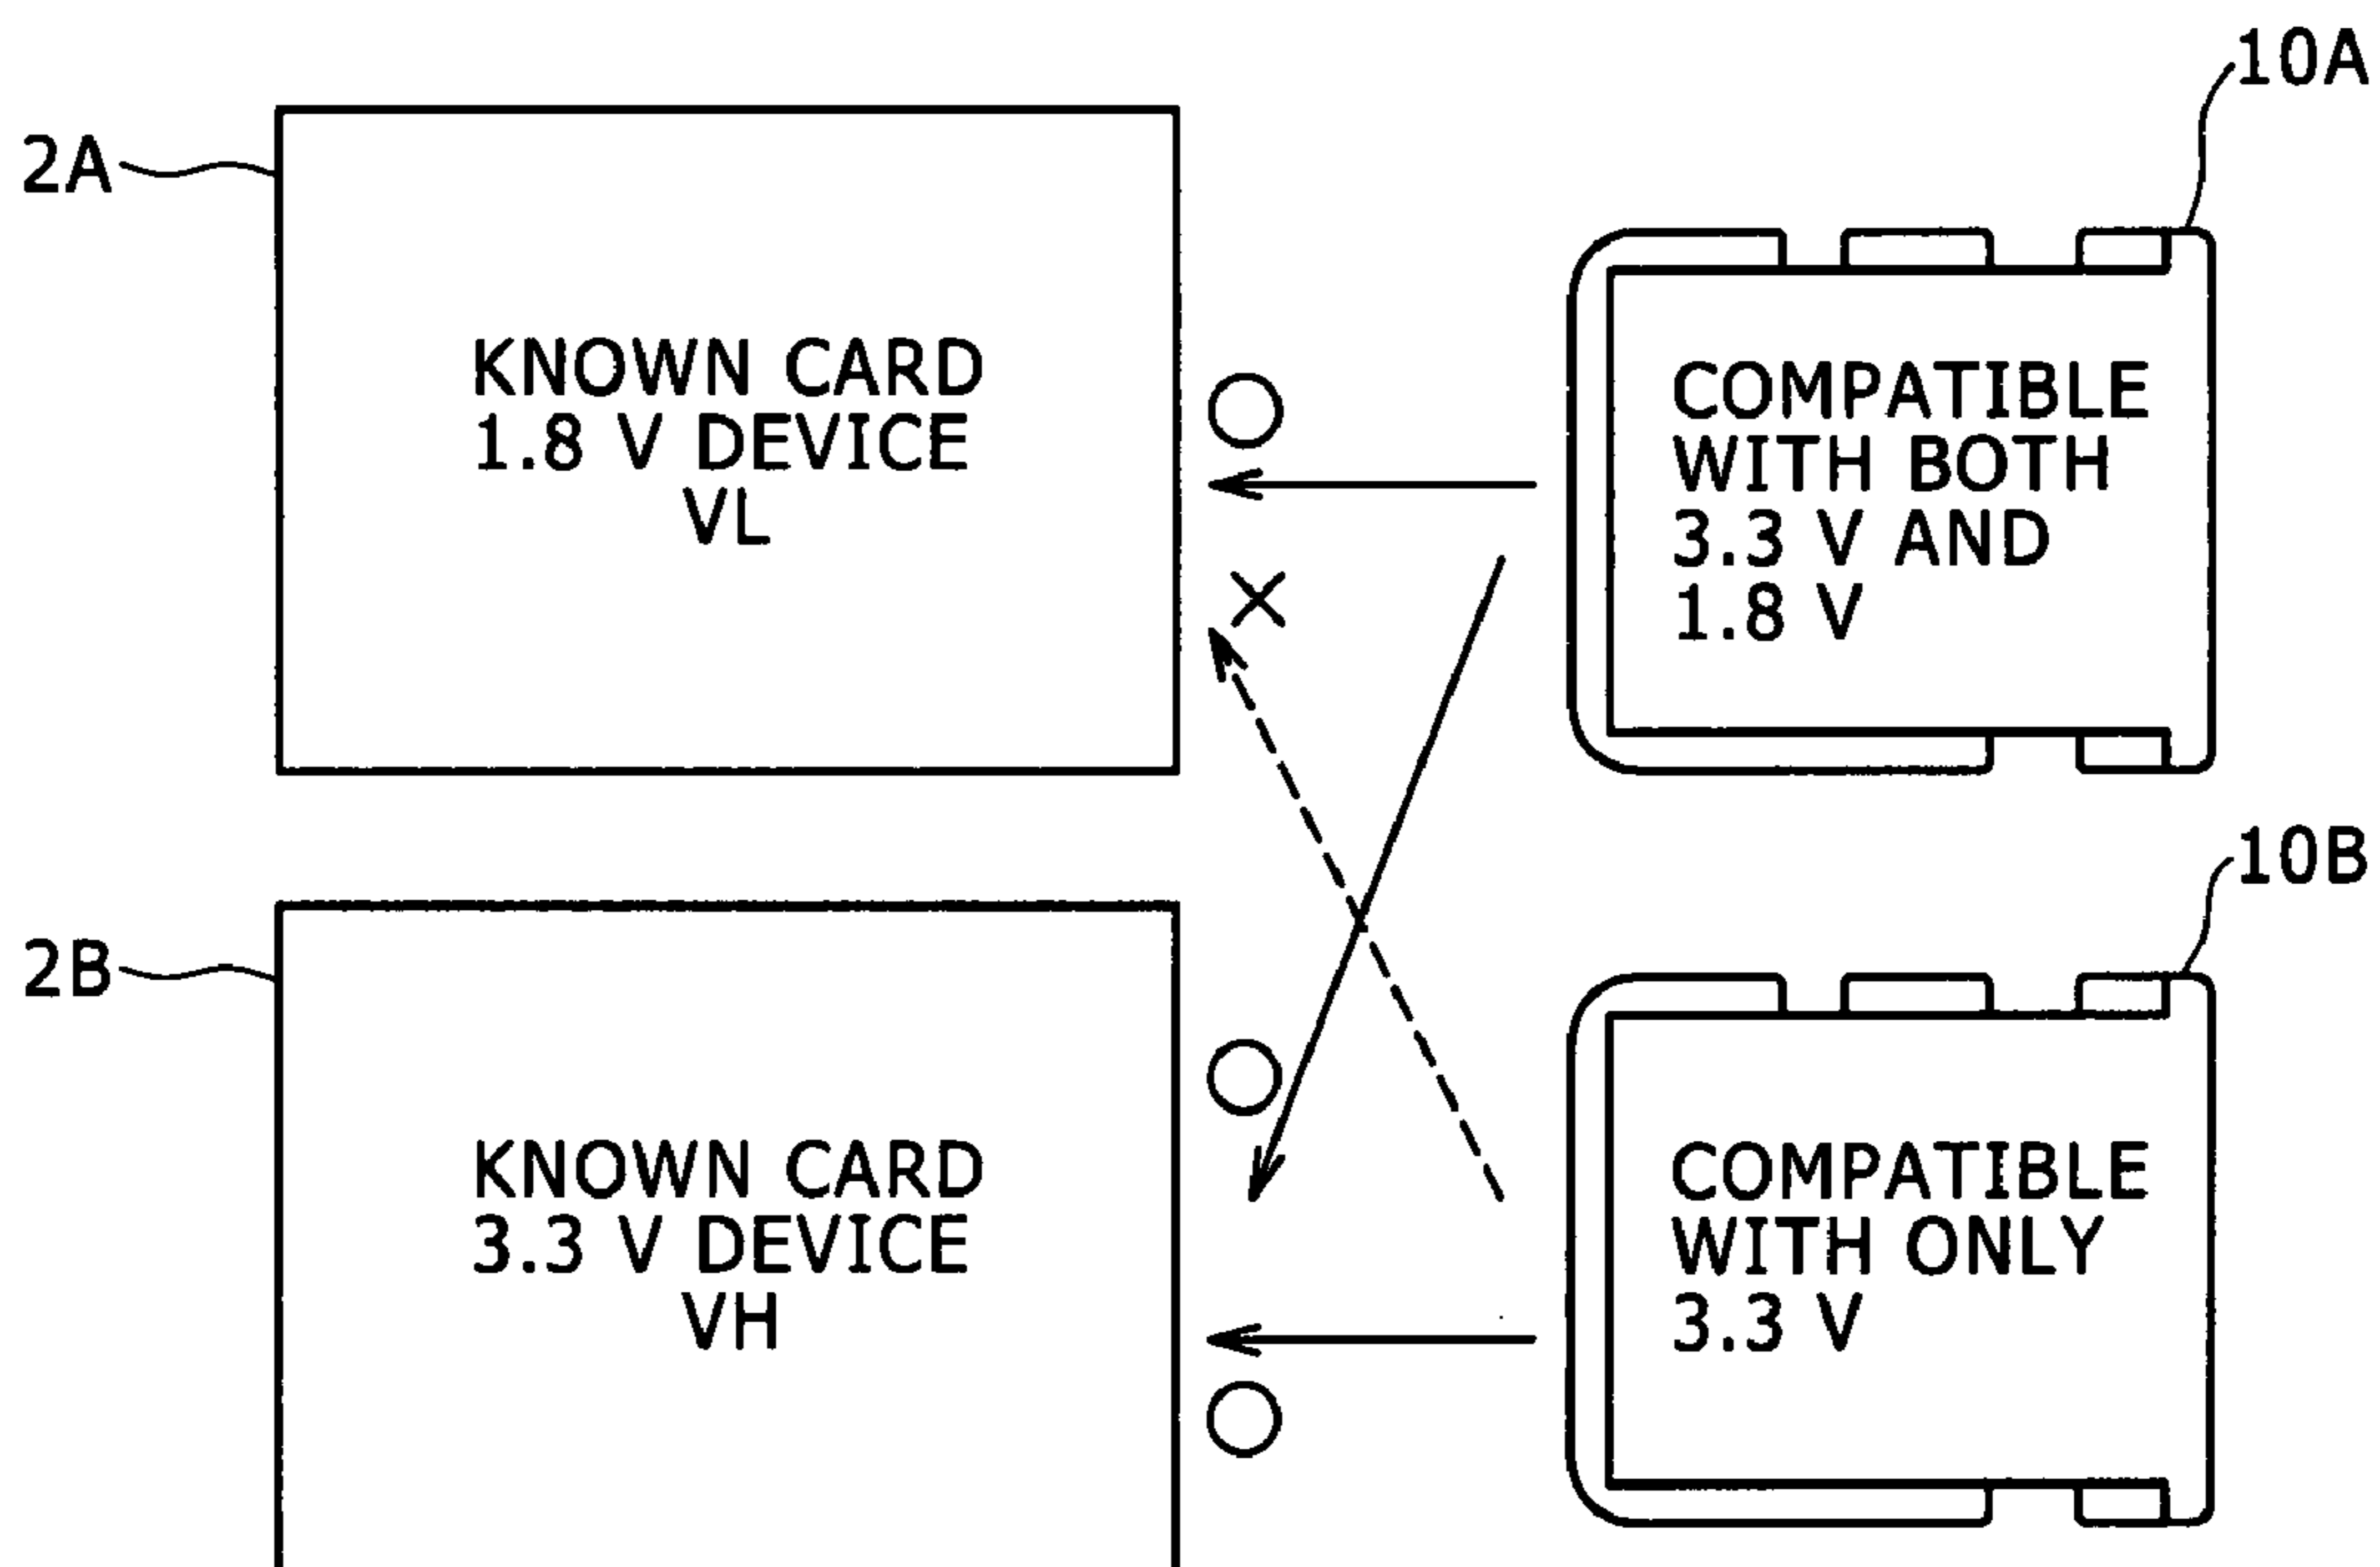 10A
2A
KNOWN CARD
1.8 V DEVICE
VL
COMPATIBLE
WITH BOTH
3.3 V AND
1.8 V
10B
2B
KNOWN CARD
3.3 V DEVICE
VH
COMPATIBLE
WITH ONLY
3.3 V